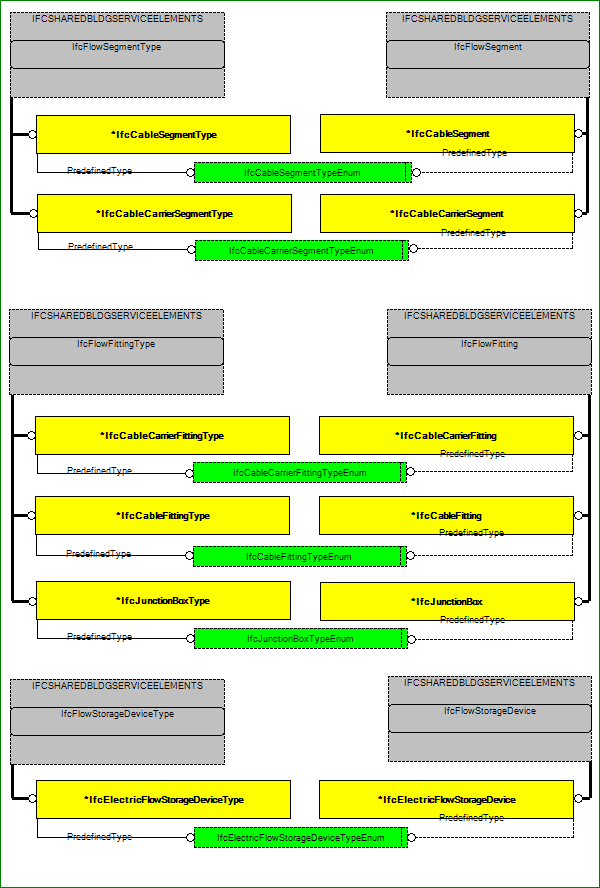 IFCSHAREDBLDGSERVICEELEMENTS
IFCSHAREDBLDGSERVICEELEMENTS
IfcFlowSegmentType
IfcFlowSegment
*IfcCableSegmentType
*IfcCableSegment
PredefinedType
IfcCableSegmentTypeEnum
PredefinedType
*IfcCableCarrierSegmentType
*IfcCableCarrierSegment
PredefinedType
IfcCableCarrierSegmentTypeEnum
PredefinedType
IFCSHAREDBLDGSERVICEELEMENTS
IFCSHAREDBLDGSERVICEELEMENTS
IfcFlowFittingType
IfcFlowFitting
*IfcCableCarrierFittingType
*IfcCableCarrierFitting
PredefinedType
IfcCableCarrierFittingTypeEnum
PredefinedType
*IfcCableFittingType
*IfcCableFitting
PredefinedType
IfcCableFittingTypeEnum
PredefinedType
*IfcJunctionBoxType
*IfcJunctionBox
PredefinedType
IfcJunctionBoxTypeEnum
PredefinedType
IFCSHAREDBLDGSERVICEELEMENTS
IFCSHAREDBLDGSERVICEELEMENTS
IfcFlowStorageDeviceType
IfcFlowStorageDevice
*IfcElectricFlowStorageDeviceType
*IfcElectricFlowStorageDevice
PredefinedType
IfcElectricFlowStorageDeviceTypeEnum
PredefinedType